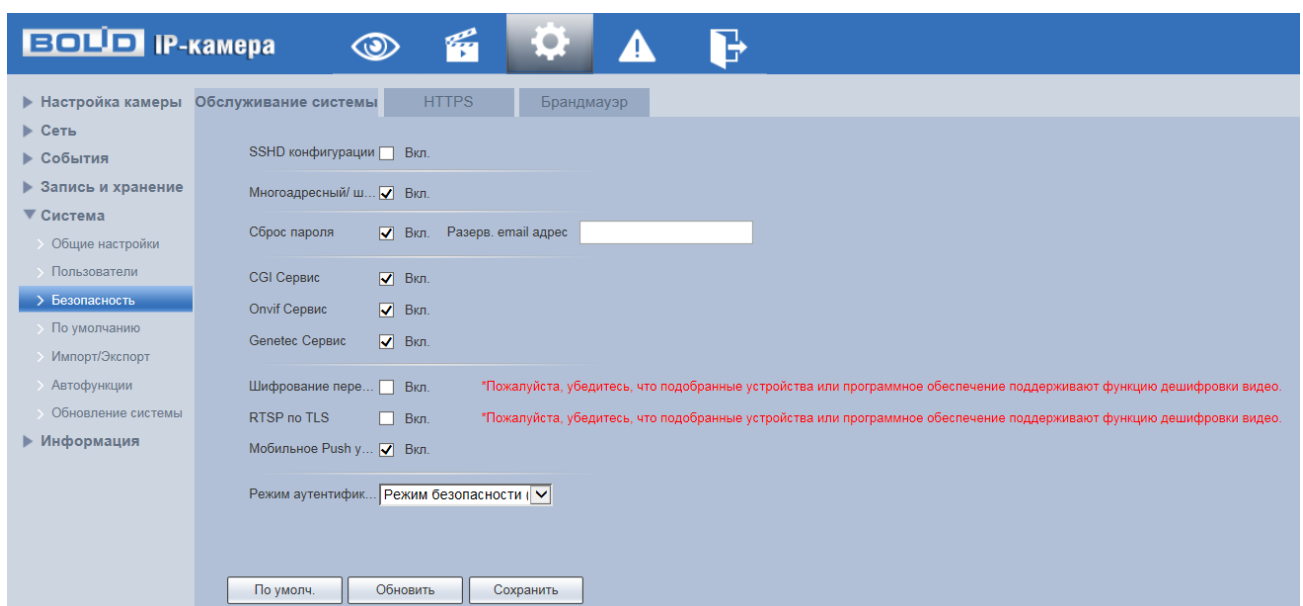 BOLID IP-камера
Настройка камеры
Сеть
События
Запись и хранение
Система
Общие настройки
Пользователи
Безопасность
По умолчанию
Импорт/Экспорт
Автофункции
Обновление системы
Информация
Обслуживание системы HTTPS Брандмауэр
SSHD конфигурации Вкл.
Многоадресный/ ш... Вкл.
Сброс пароля Вкл. Разерв. email адрес
CGI Сервис Вкл.
Onvif Сервис Вкл.
Genetec Сервис Вкл.
Шифрование пере... Вкл. *Пожалуйста, убедитесь, что подобранные устройства или программное обеспечение поддерживают функцию дешифровки видео.
RTSP по TLS Вкл. *Пожалуйста, убедитесь, что подобранные устройства или программное обеспечение поддерживают функцию дешифровки видео.
Мобильное Push у... Вкл.
Режим аутентифик... Режим безопасности (
По умолч. Обновить Сохранить